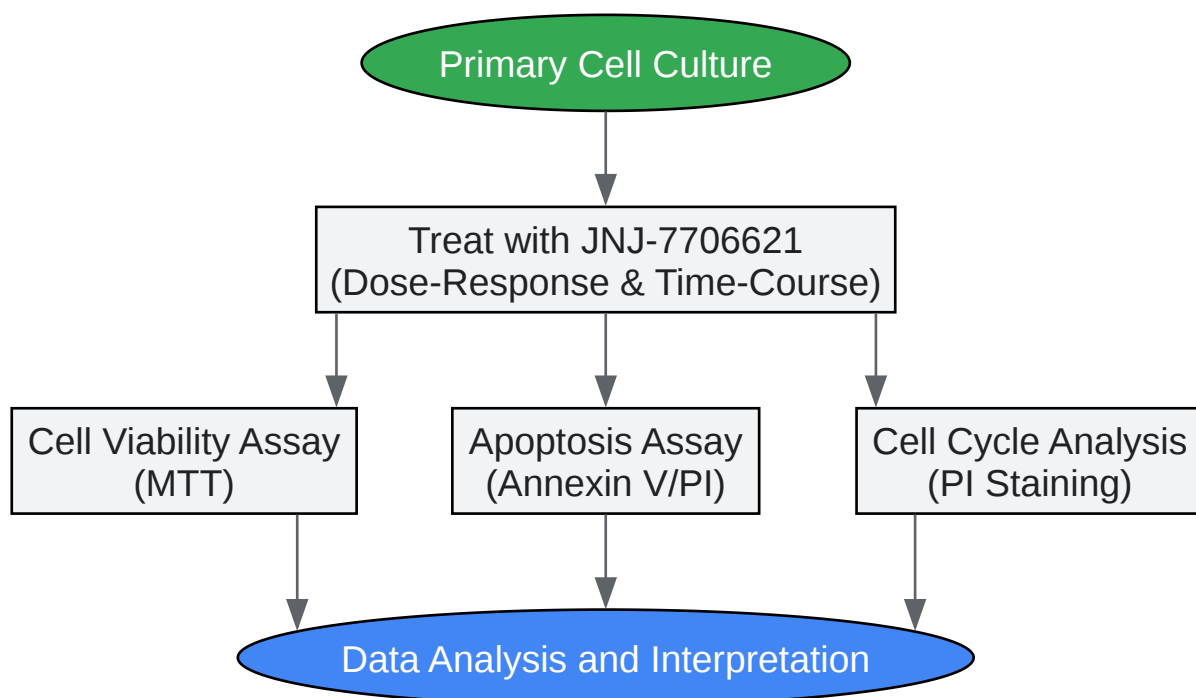 Primary Cell Culture
Treat with JNJ-7706621
(Dose-Response & Time-Course)
Cell Viability Assay
(MTT)
Apoptosis Assay
(Annexin V/PI)
Cell Cycle Analysis
(PI Staining)
Data Analysis and Interpretation